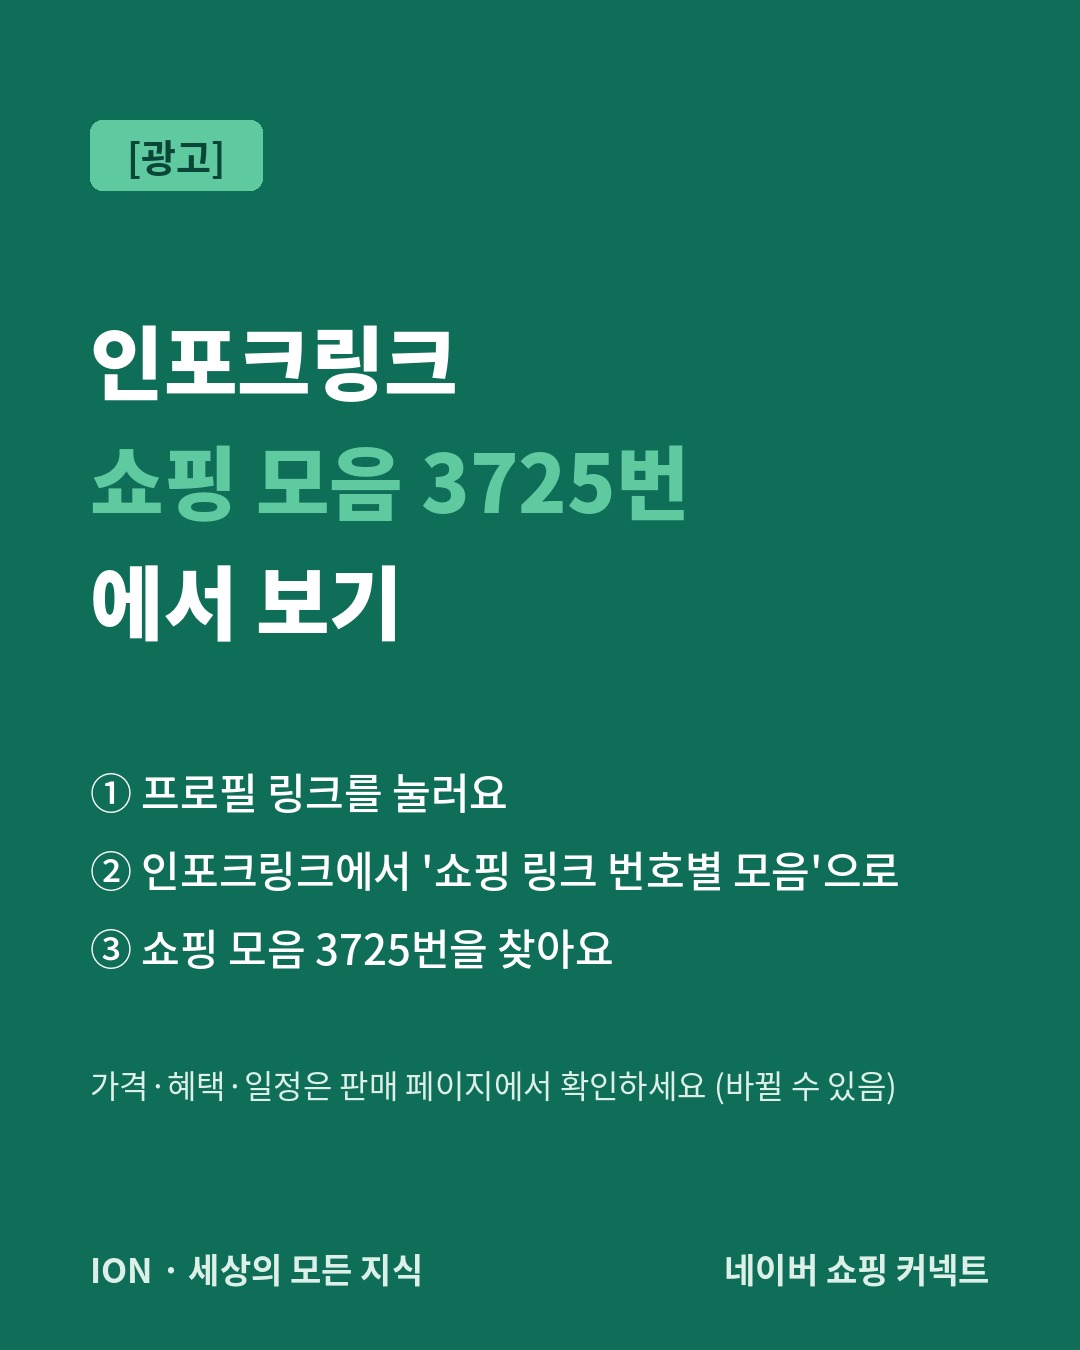 [광고]
인포크링크
쇼핑 모음 3725번
에서 보기
① 프로필 링크를 눌러요
② 인포크링크에서 '쇼핑 링크 번호별 모음'으로
③ 쇼핑 모음 3725번을 찾아요
가격·혜택·일정은 판매 페이지에서 확인하세요 (바뀔 수 있음)
ION · 세상의 모든 지식
네이버 쇼핑 커넥트